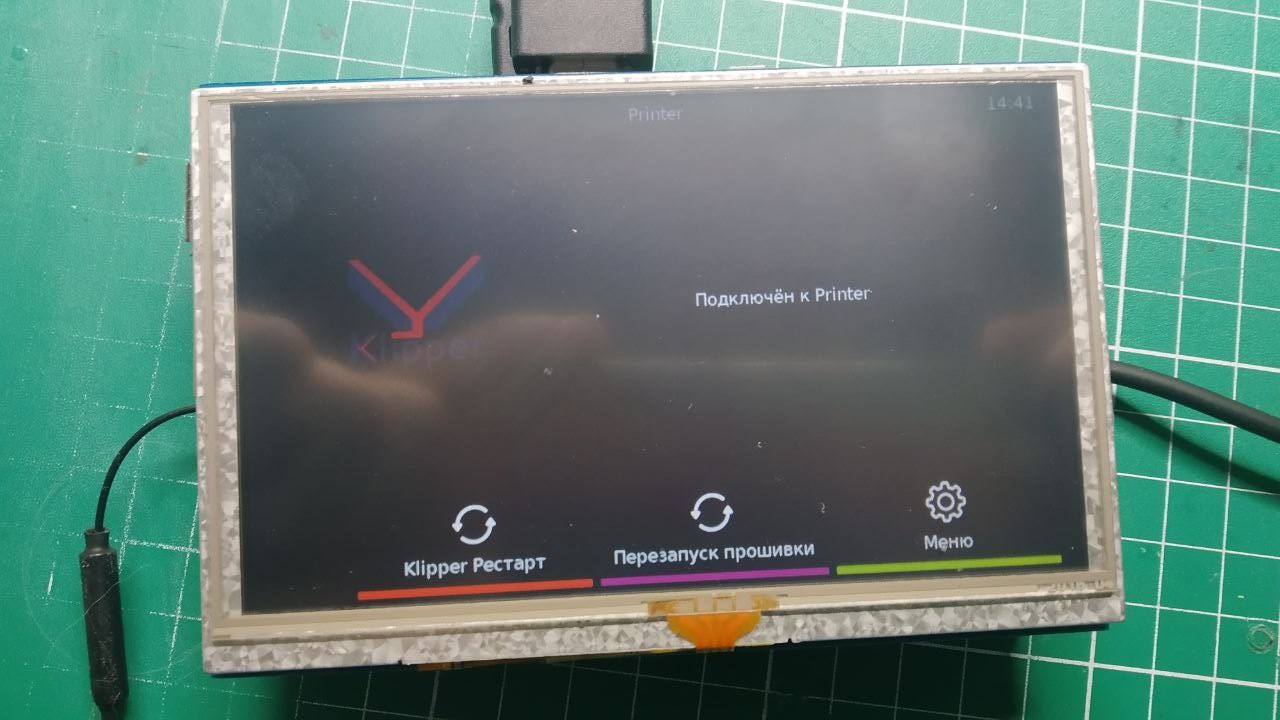 Printer
14:41
Klipper
Подключён к Printer
Klipper Рестарт
Перезапуск прошивки
Меню